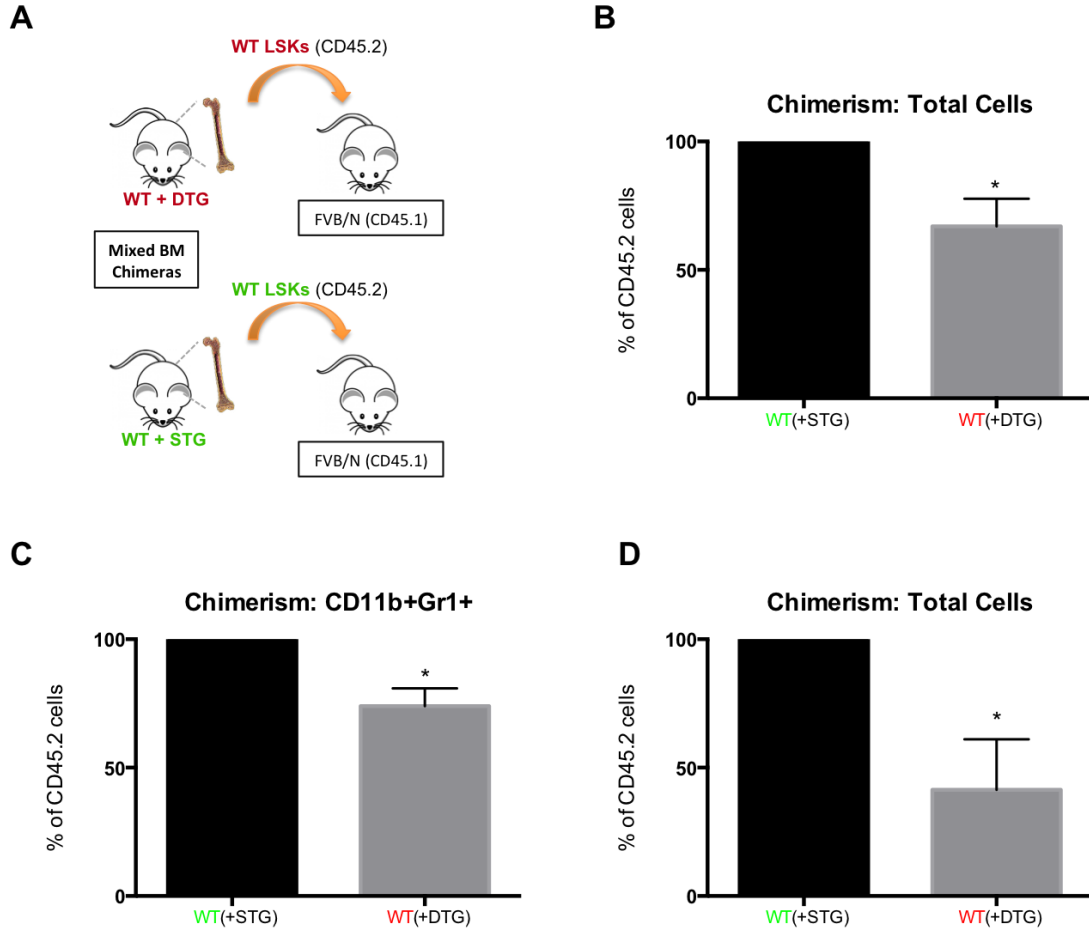 A
WT LSKs (CD45.2)
WT + DTG
FVB/N (CD45.1)
Mixed BM
Chimeras
WT LSKs (CD45.2)
WT + STG
FVB/N (CD45.1)
B
Chimerism: Total Cells
% of CD45.2 cells
100
50
0
*
WT(+STG)
WT(+DTG)
C
Chimerism: CD11b+Gr1+
% of CD45.2 cells
100
50
0
*
WT(+STG)
WT(+DTG)
D
Chimerism: Total Cells
% of CD45.2 cells
100
50
0
*
WT(+STG)
WT(+DTG)